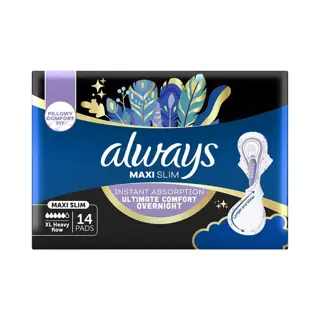 PILLOWY
COMFORT
FIT
always
MAXI SLIM
INSTANT ABSORPTION
ULTIMATE COMFORT
OVERNIGHT
MAXI SLIM
XL Heavy
flow
14
PADS